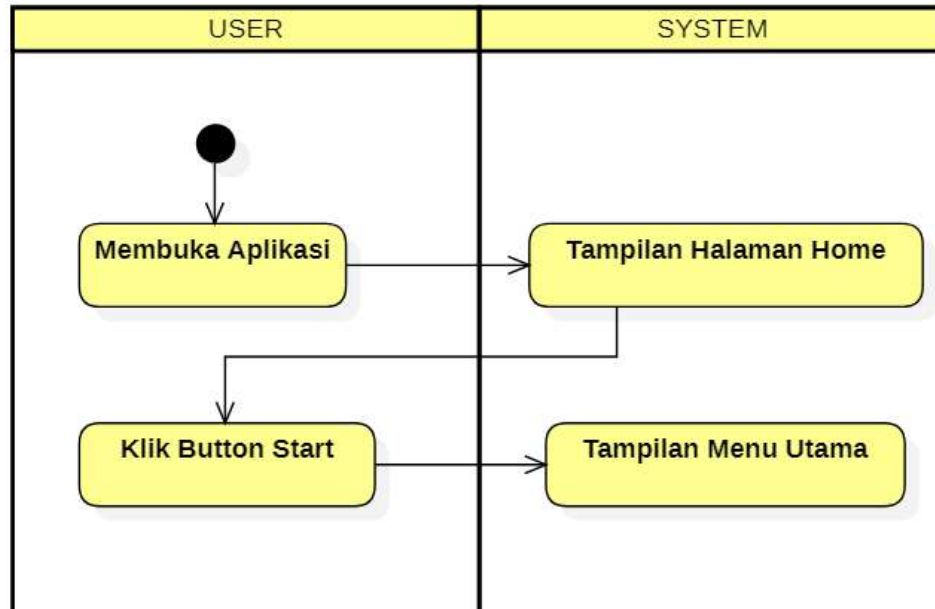 USER
SYSTEM
Membuka Aplikasi
Tampilan Halaman Home
Klik Button Start
Tampilan Menu Utama